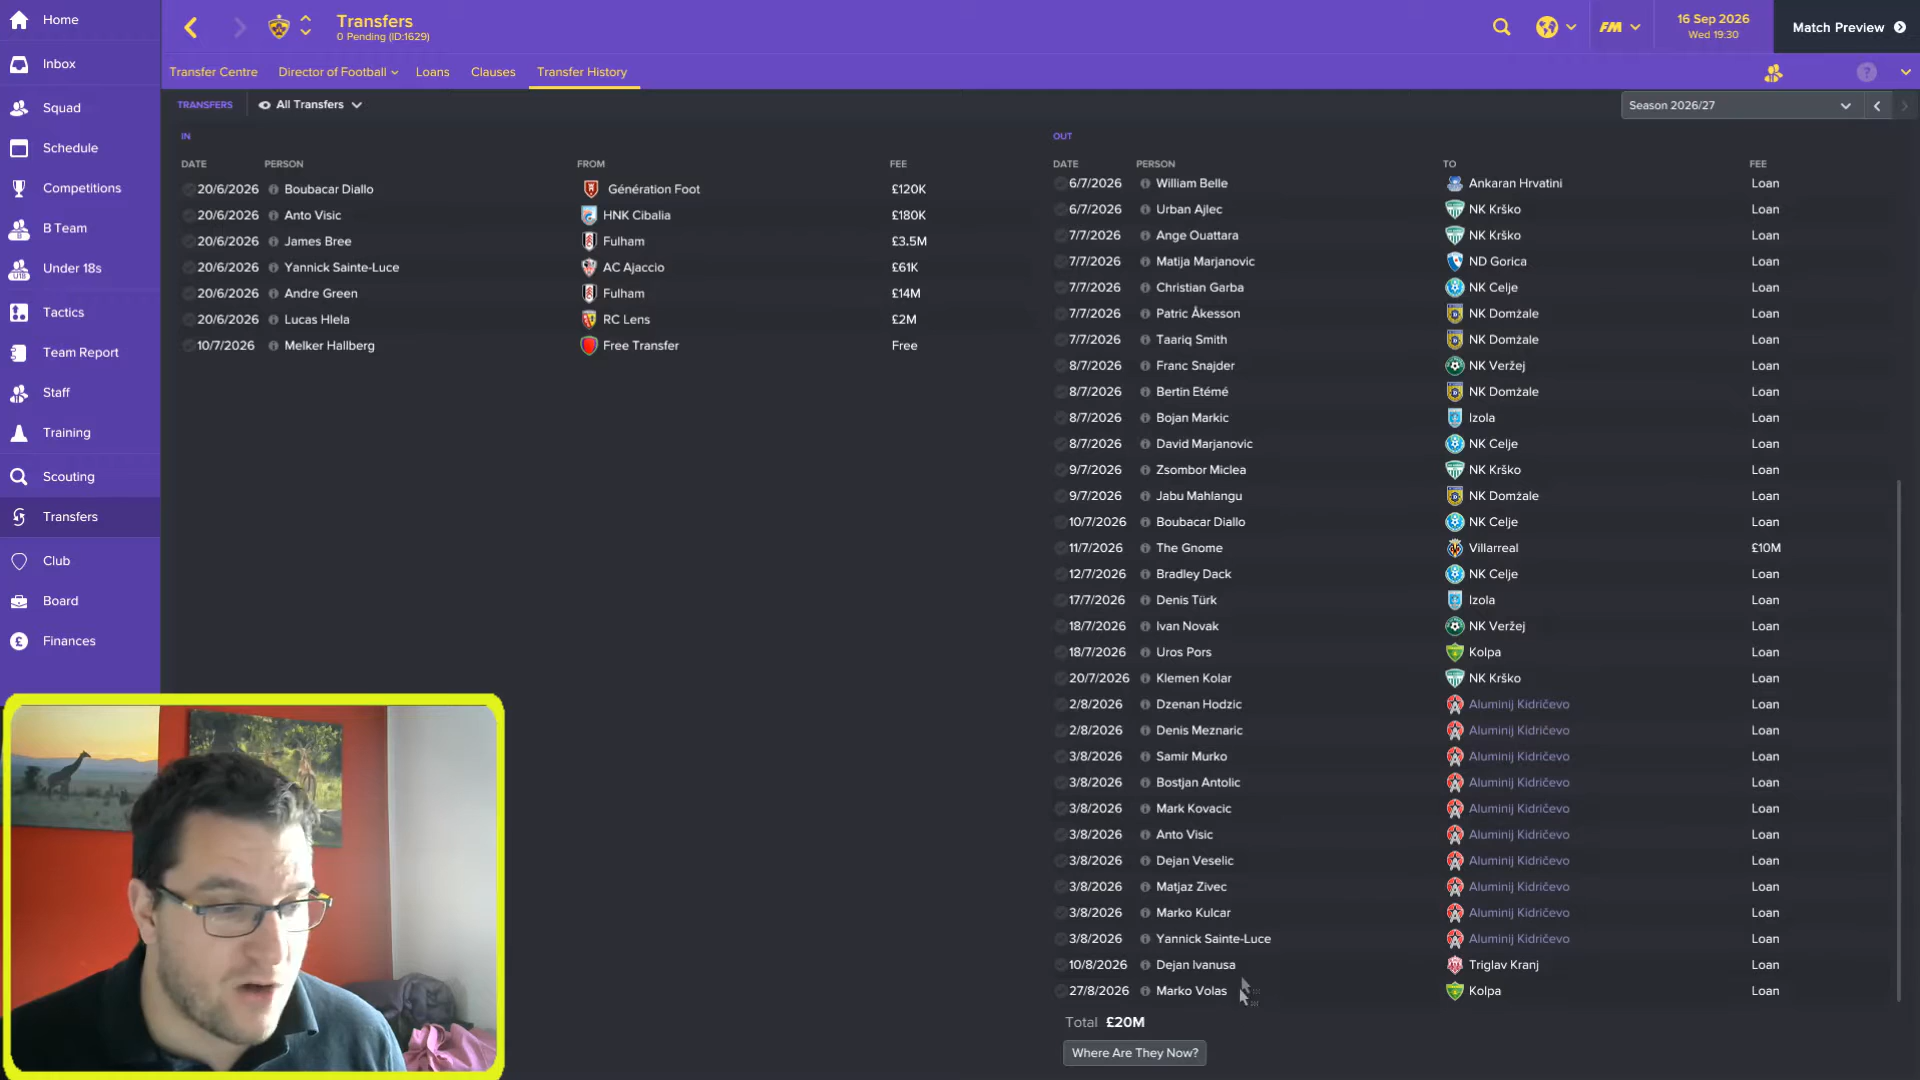 Home
Inbox
Squad
Schedule
Competitions
B Team
Under 18s
Tactics
Team Report
Staff
Training
Scouting
Transfers
Club
Board
Finances
Transfers
0 Pending (ID:1629)
FM
16 Sep 2026
Wed 19:30
Match Preview
Transfer Centre
Director of Football
Loans
Clauses
Transfer History
TRANSFERS
All Transfers
Season 2026/27
IN
DATE PERSON FROM FEE
20/6/2026 Boubacar Diallo Génération Foot £120K
20/6/2026 Anto Visic HNK Cibalia £180K
20/6/2026 James Bree Fulham £3.5M
20/6/2026 Yannick Sainte-Luce AC Ajaccio £61K
20/6/2026 Andre Green Fulham £14M
20/6/2026 Lucas Hlela RC Lens £2M
10/7/2026 Melker Hallberg Free Transfer Free
OUT
DATE PERSON TO FEE
6/7/2026 William Belle Ankaran Hrvatini Loan
6/7/2026 Urban Ajlec NK Krško Loan
7/7/2026 Ange Ouattara NK Krško Loan
7/7/2026 Matija Marjanovic ND Gorica Loan
7/7/2026 Christian Garba NK Celje Loan
7/7/2026 Patric Åkesson NK Domžale Loan
7/7/2026 Taariq Smith NK Domžale Loan
8/7/2026 Franc Snajder NK Veržej Loan
8/7/2026 Bertin Etémé NK Domžale Loan
8/7/2026 Bojan Markic Izola Loan
8/7/2026 David Marjanovic NK Celje Loan
9/7/2026 Zsombor Miclea NK Krško Loan
9/7/2026 Jabu Mahlangu NK Domžale Loan
10/7/2026 Boubacar Diallo NK Celje Loan
11/7/2026 The Gnome Villarreal £10M
12/7/2026 Bradley Dack NK Celje Loan
17/7/2026 Denis Türk Izola Loan
18/7/2026 Ivan Novak NK Veržej Loan
18/7/2026 Uros Pors Kolpa Loan
20/7/2026 Klemen Kolar NK Krško Loan
2/8/2026 Dzenan Hodzic Aluminij Kidričevo Loan
2/8/2026 Denis Meznaric Aluminij Kidričevo Loan
3/8/2026 Samir Murko Aluminij Kidričevo Loan
3/8/2026 Bostjan Antolic Aluminij Kidričevo Loan
3/8/2026 Mark Kovacic Aluminij Kidričevo Loan
3/8/2026 Anto Visic Aluminij Kidričevo Loan
3/8/2026 Dejan Veselic Aluminij Kidričevo Loan
3/8/2026 Matjaz Zivec Aluminij Kidričevo Loan
3/8/2026 Marko Kulcar Aluminij Kidričevo Loan
3/8/2026 Yannick Sainte-Luce Aluminij Kidričevo Loan
10/8/2026 Dejan Ivanusa Triglav Kranj Loan
27/8/2026 Marko Volas Kolpa Loan
Total £20M
Where Are They Now?